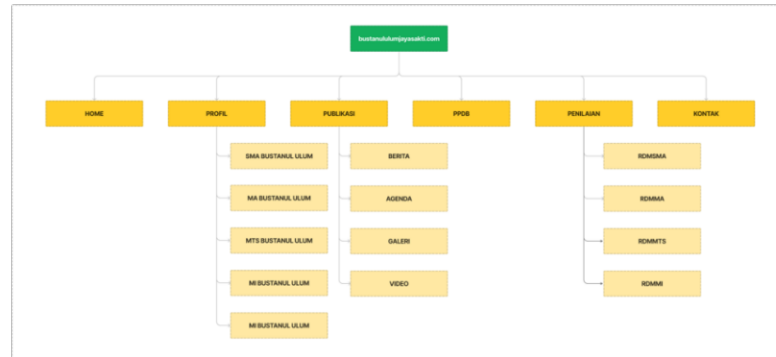 bustanululumjayasakti.com
HOME
PROFIL
PUBLIKASI
PPDB
PENILAIAN
KONTAK
SMA BUSTANUL ULUM
MA BUSTANUL ULUM
MTS BUSTANUL ULUM
MI BUSTANUL ULUM
MI BUSTANUL ULUM
BERITA
AGENDA
GALERI
VIDEO
RDMSMA
RDMMA
RDMMTS
RDMMI